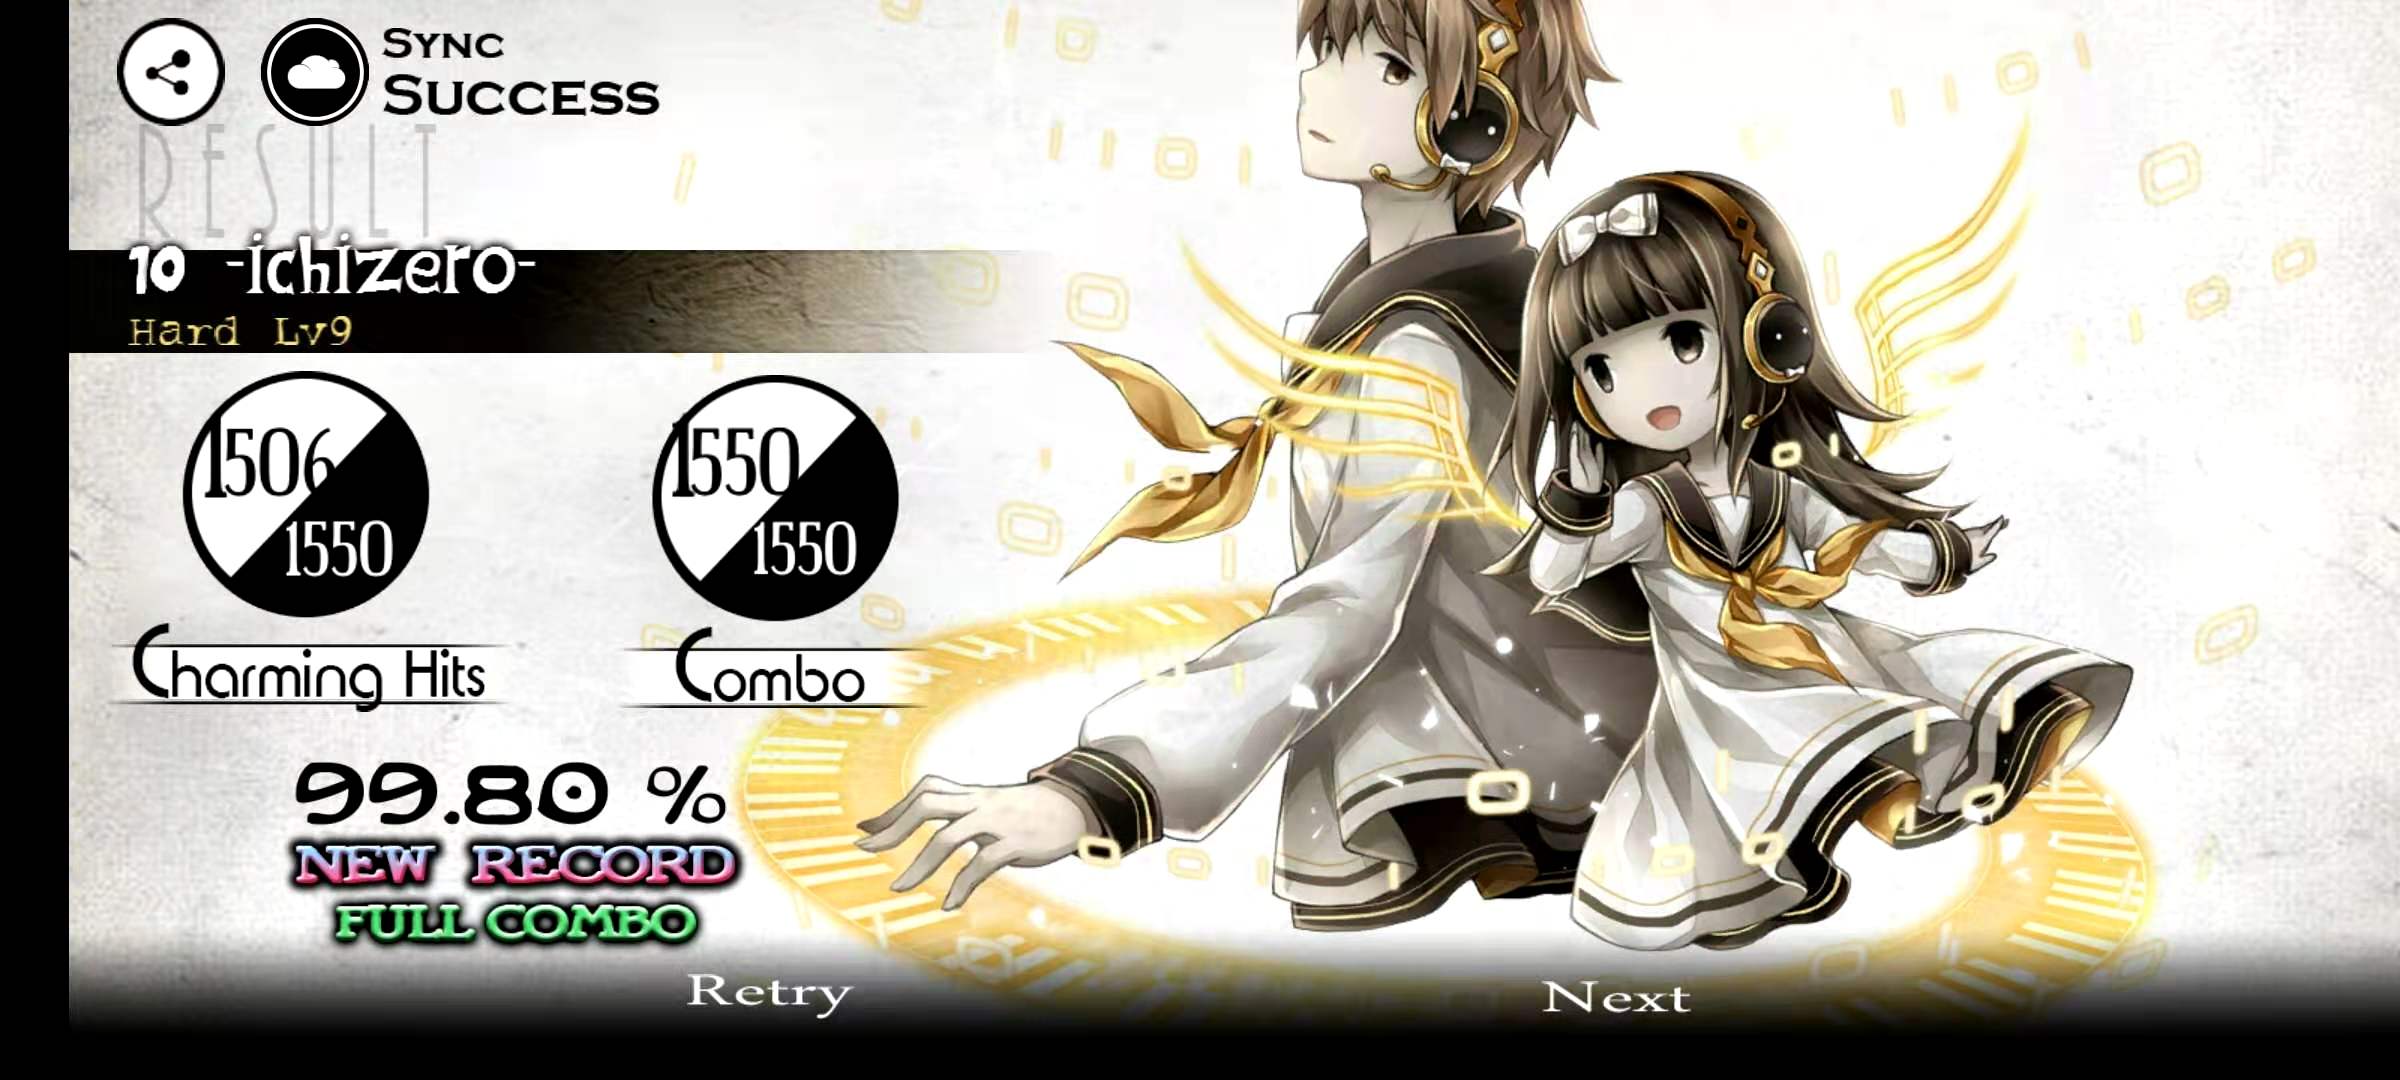 SYNC
SUCCESS
RESULT
10 -ichizero-
Hard Lv9
1506
1550
Charming Hits
1550
1550
Combo
99.80 %
NEW RECORD
FULL COMBO
Retry
Next